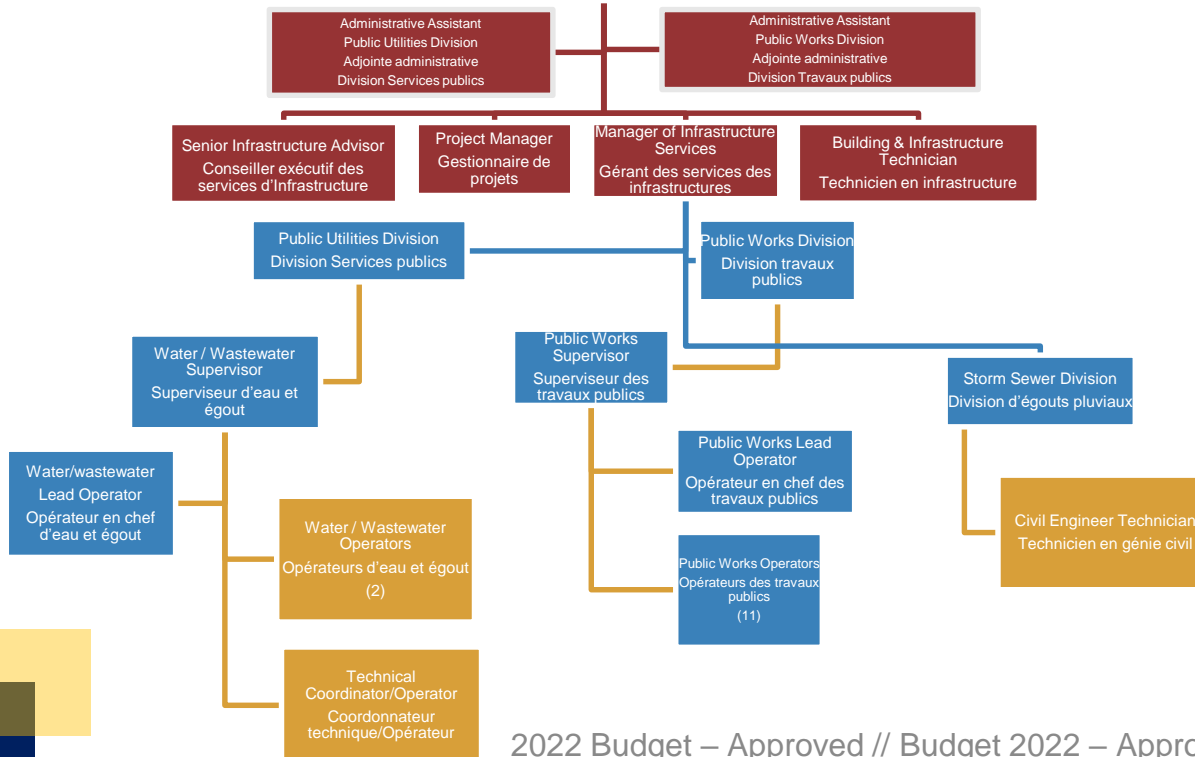 Administrative Assistant
Public Utilities Division
Adjointe administrative
Division Services publics
Administrative Assistant
Public Works Division
Adjointe administrative
Division Travaux publics
Senior Infrastructure Advisor
Conseiller exécutif des
services d'Infrastructure
Project Manager
Gestionnaire de
projets
Manager of Infrastructure
Services
Gérant des services des
infrastructures
Building & Infrastructure
Technician
Technicien en infrastructure
Public Utilities Division
Division Services publics
Public Works Division
Division travaux
publics
Water / Wastewater
Supervisor
Superviseur d'eau et
égout
Public Works
Supervisor
Superviseur des
travaux publics
Storm Sewer Division
Division d'égouts pluviaux
Water/wastewater
Lead Operator
Opérateur en chef
d'eau et égout
Public Works Lead
Operator
Opérateur en chef des
travaux publics
Water / Wastewater
Operators
Opérateurs d'eau et égout
(2)
Public Works Operators
Opérateurs des travaux
publics
(11)
Civil Engineer Technician
Technicien en génie civil
Technical
Coordinator/Operator
Coordonnateur
technique/Opérateur
2022 Budget – Approved // Budget 2022 – Appro